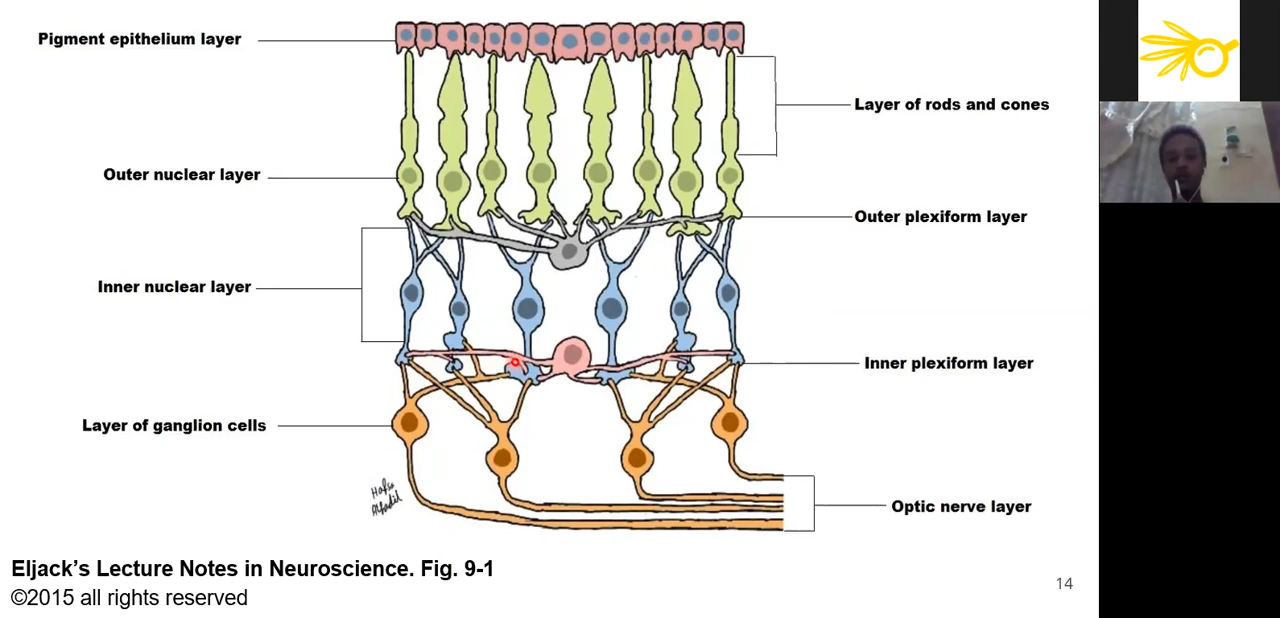 Pigment epithelium layer
Layer of rods and cones
Outer nuclear layer
Outer plexiform layer
Inner nuclear layer
Inner plexiform layer
Layer of ganglion cells
Hafsa
Alfadil
Optic nerve layer
Eljack’s Lecture Notes in Neuroscience. Fig. 9-1
©2015 all rights reserved
14